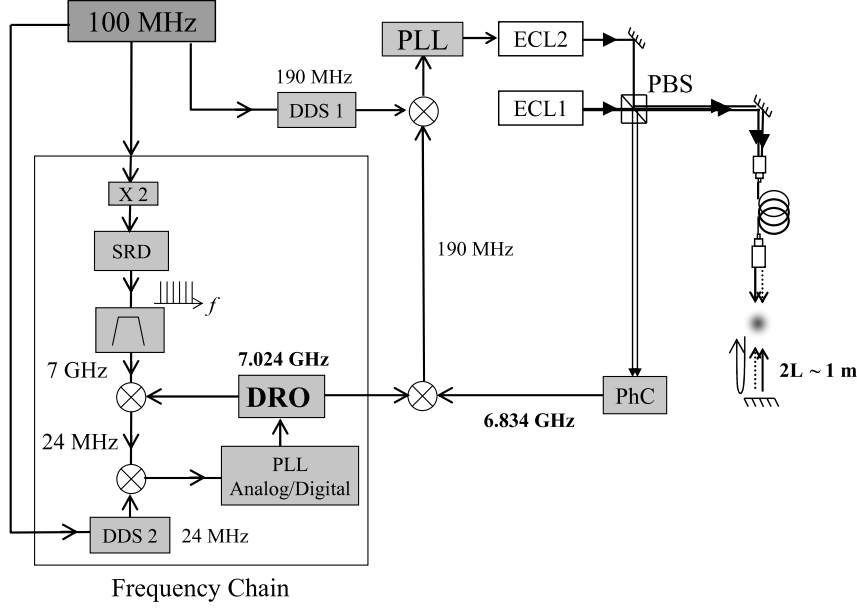 100 MHz
PLL
ECL2
190 MHz
PBS
DDS 1
ECL1
X 2
SRD
190 MHz
f
7 GHz
7.024 GHz
2L ~ 1 m
DRO
PhC
6.834 GHz
24 MHz
PLL
Analog/Digital
DDS 2
24 MHz
Frequency Chain